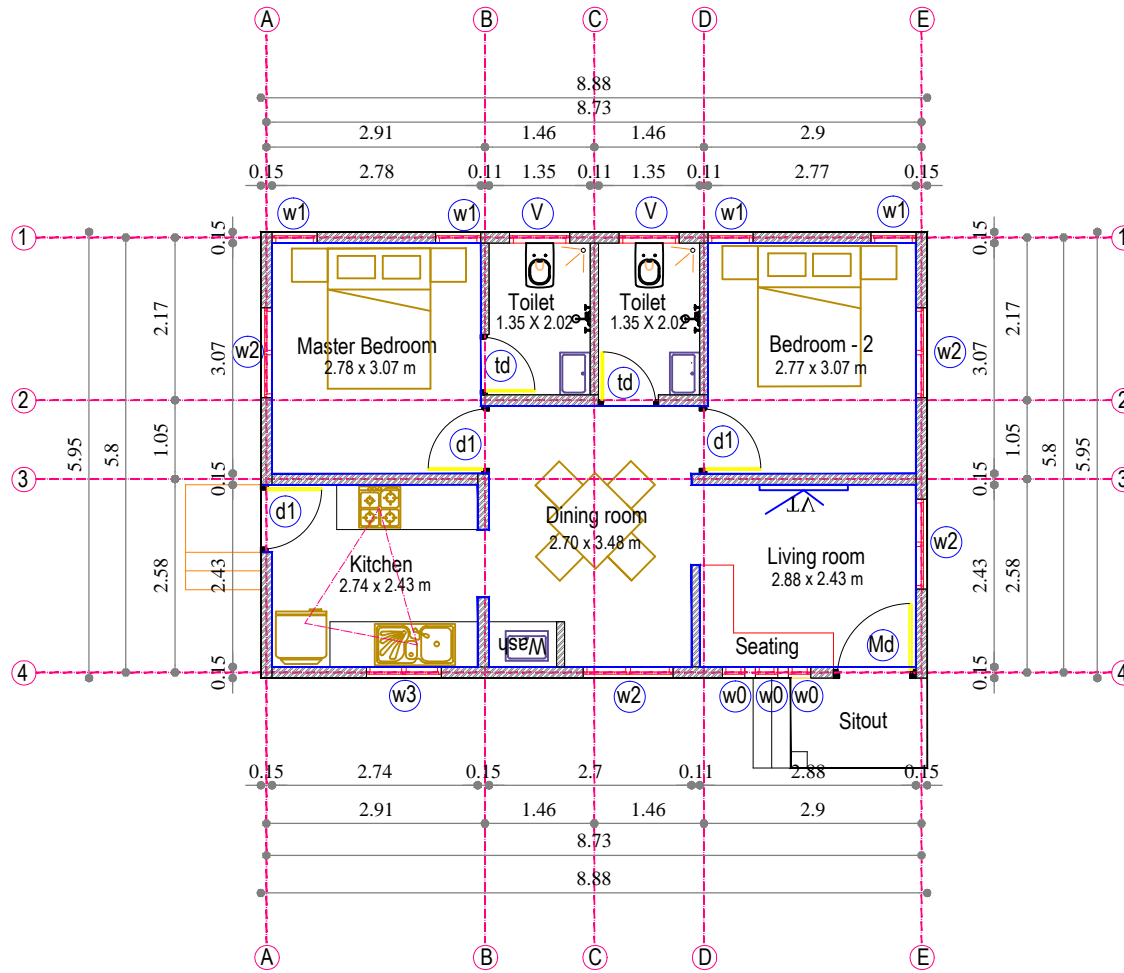 A B C D E
8.88
8.73
2.91 1.46 1.46 2.9
0.15 2.78 0.11 1.35 0.11 1.35 0.11 2.77 0.15
w1 w1 V V w1 w1
1 0.15 0.15 1
2.17 2.17
Toilet Toilet
1.35 X 2.02 1.35 X 2.02
Master Bedroom Bedroom - 2
2.78 x 3.07 m 2.77 x 3.07 m
w2 3.07 3.07 w2
td td
2 2
5.95 5.8 1.05 1.05 5.8 5.95
d1 d1
3 0.15 0.15 3
d1 VT
Dining room
2.70 x 3.48 m
w2
Kitchen Living room
2.74 x 2.43 m 2.88 x 2.43 m
2.58 2.43 2.43 2.58
Wash Seating Md
4 0.15 0.15 4
w3 w2 w0 w0 w0
Sitout
0.15 2.74 0.15 2.7 0.11 2.88 0.15
2.91 1.46 1.46 2.9
8.73
8.88
A B C D E